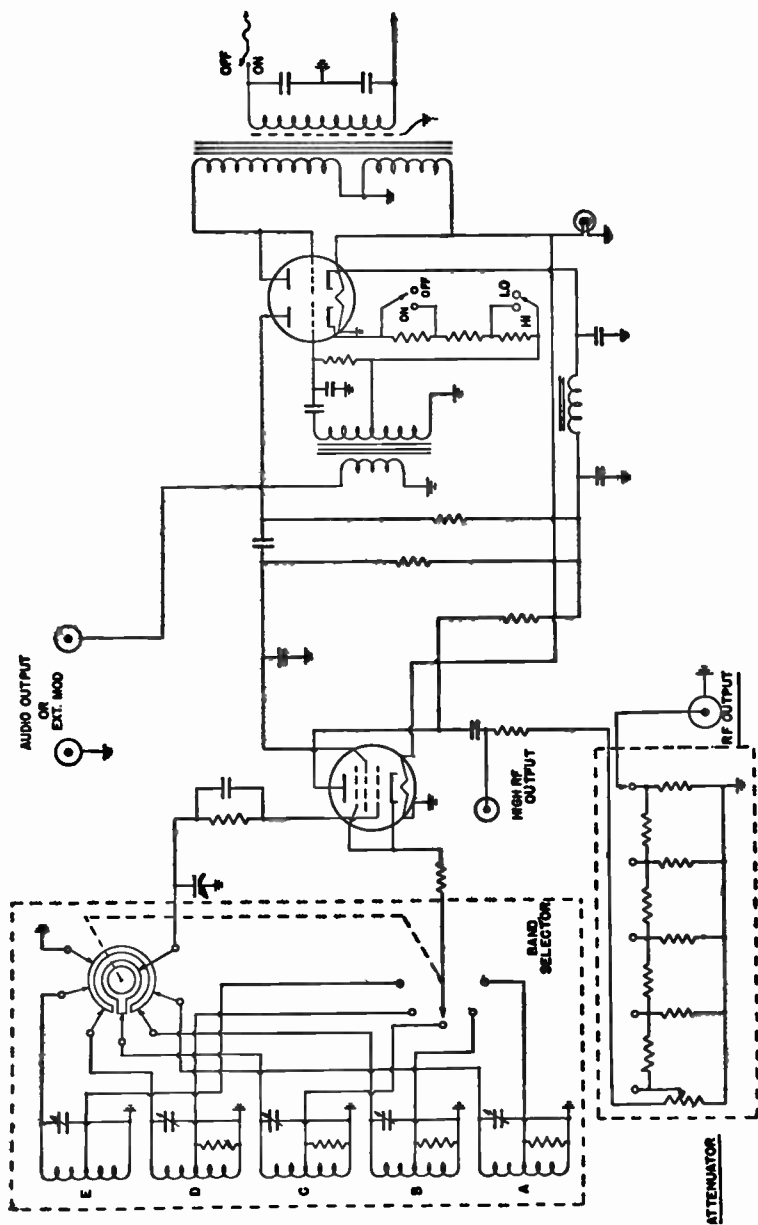 AUDIO OUTPUT
OR
EXT. MOD
OFF
ON
ON
OFF
LO
HI
HIGH RF
OUTPUT
RF OUTPUT
BAND
SELECTOR
E
D
C
B
A
ATTENUATOR